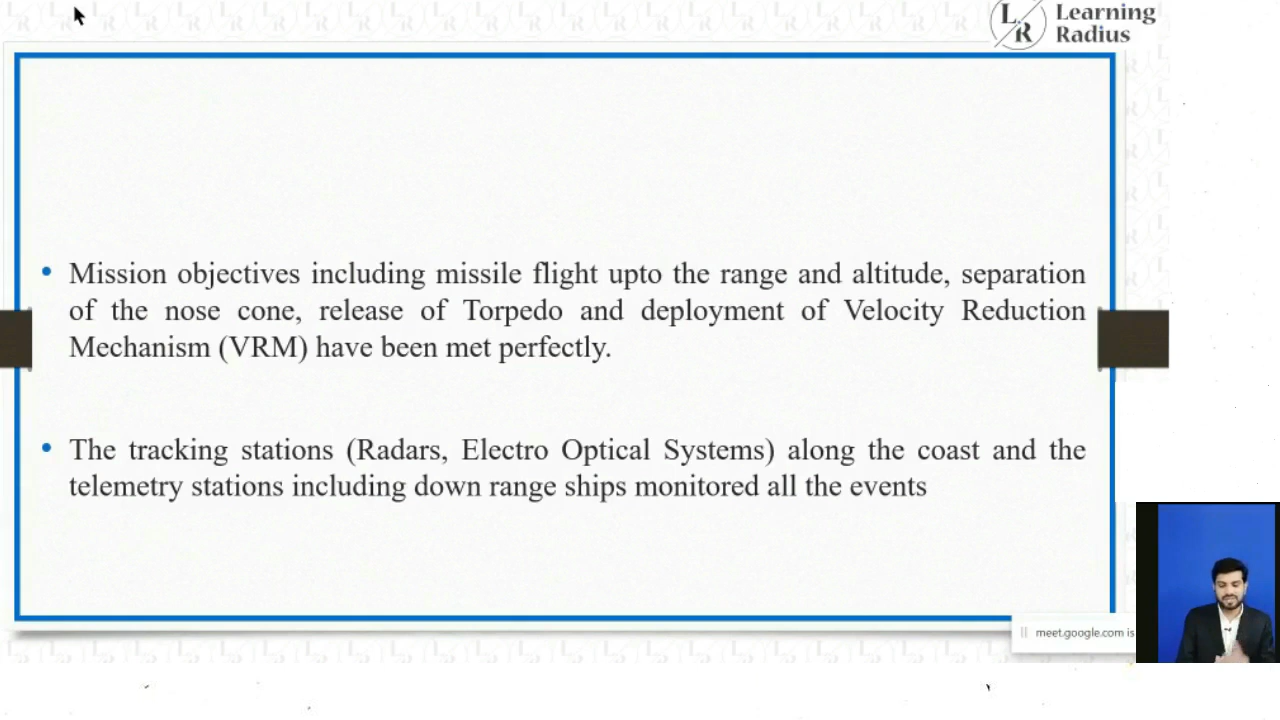 L
R
Learning
Radius
• Mission objectives including missile flight upto the range and altitude, separation
of the nose cone, release of Torpedo and deployment of Velocity Reduction
Mechanism (VRM) have been met perfectly.
• The tracking stations (Radars, Electro Optical Systems) along the coast and the
telemetry stations including down range ships monitored all the events
meet.google.com is